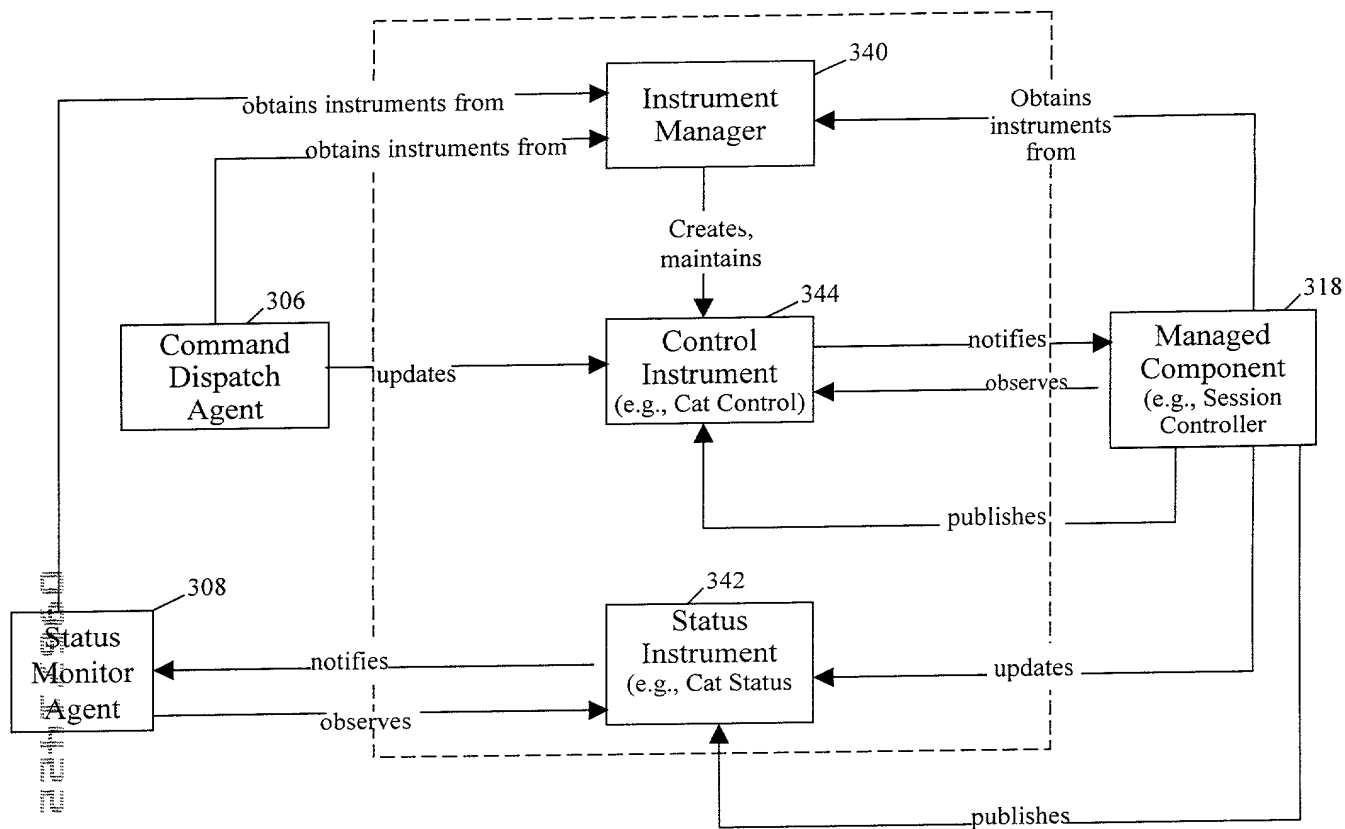 340
obtains instruments from
Instrument
Manager
Obtains
instruments
from
obtains instruments from
Creates,
maintains
306
344
318
Command
Dispatch
Agent
updates
Control
Instrument
(e.g., Cat Control)
notifies
observes
Managed
Component
(e.g., Session
Controller
publishes
308
342
Status
Monitor
Agent
notifies
observes
Status
Instrument
(e.g., Cat Status
updates
publishes